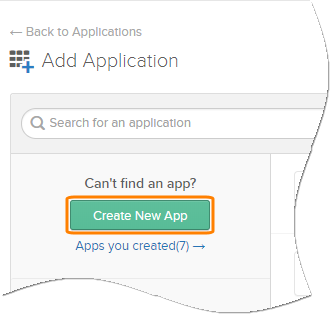 ← Back to Applications
Add Application
Search for an application
Can't find an app?
Create New App
Apps you created(7) →